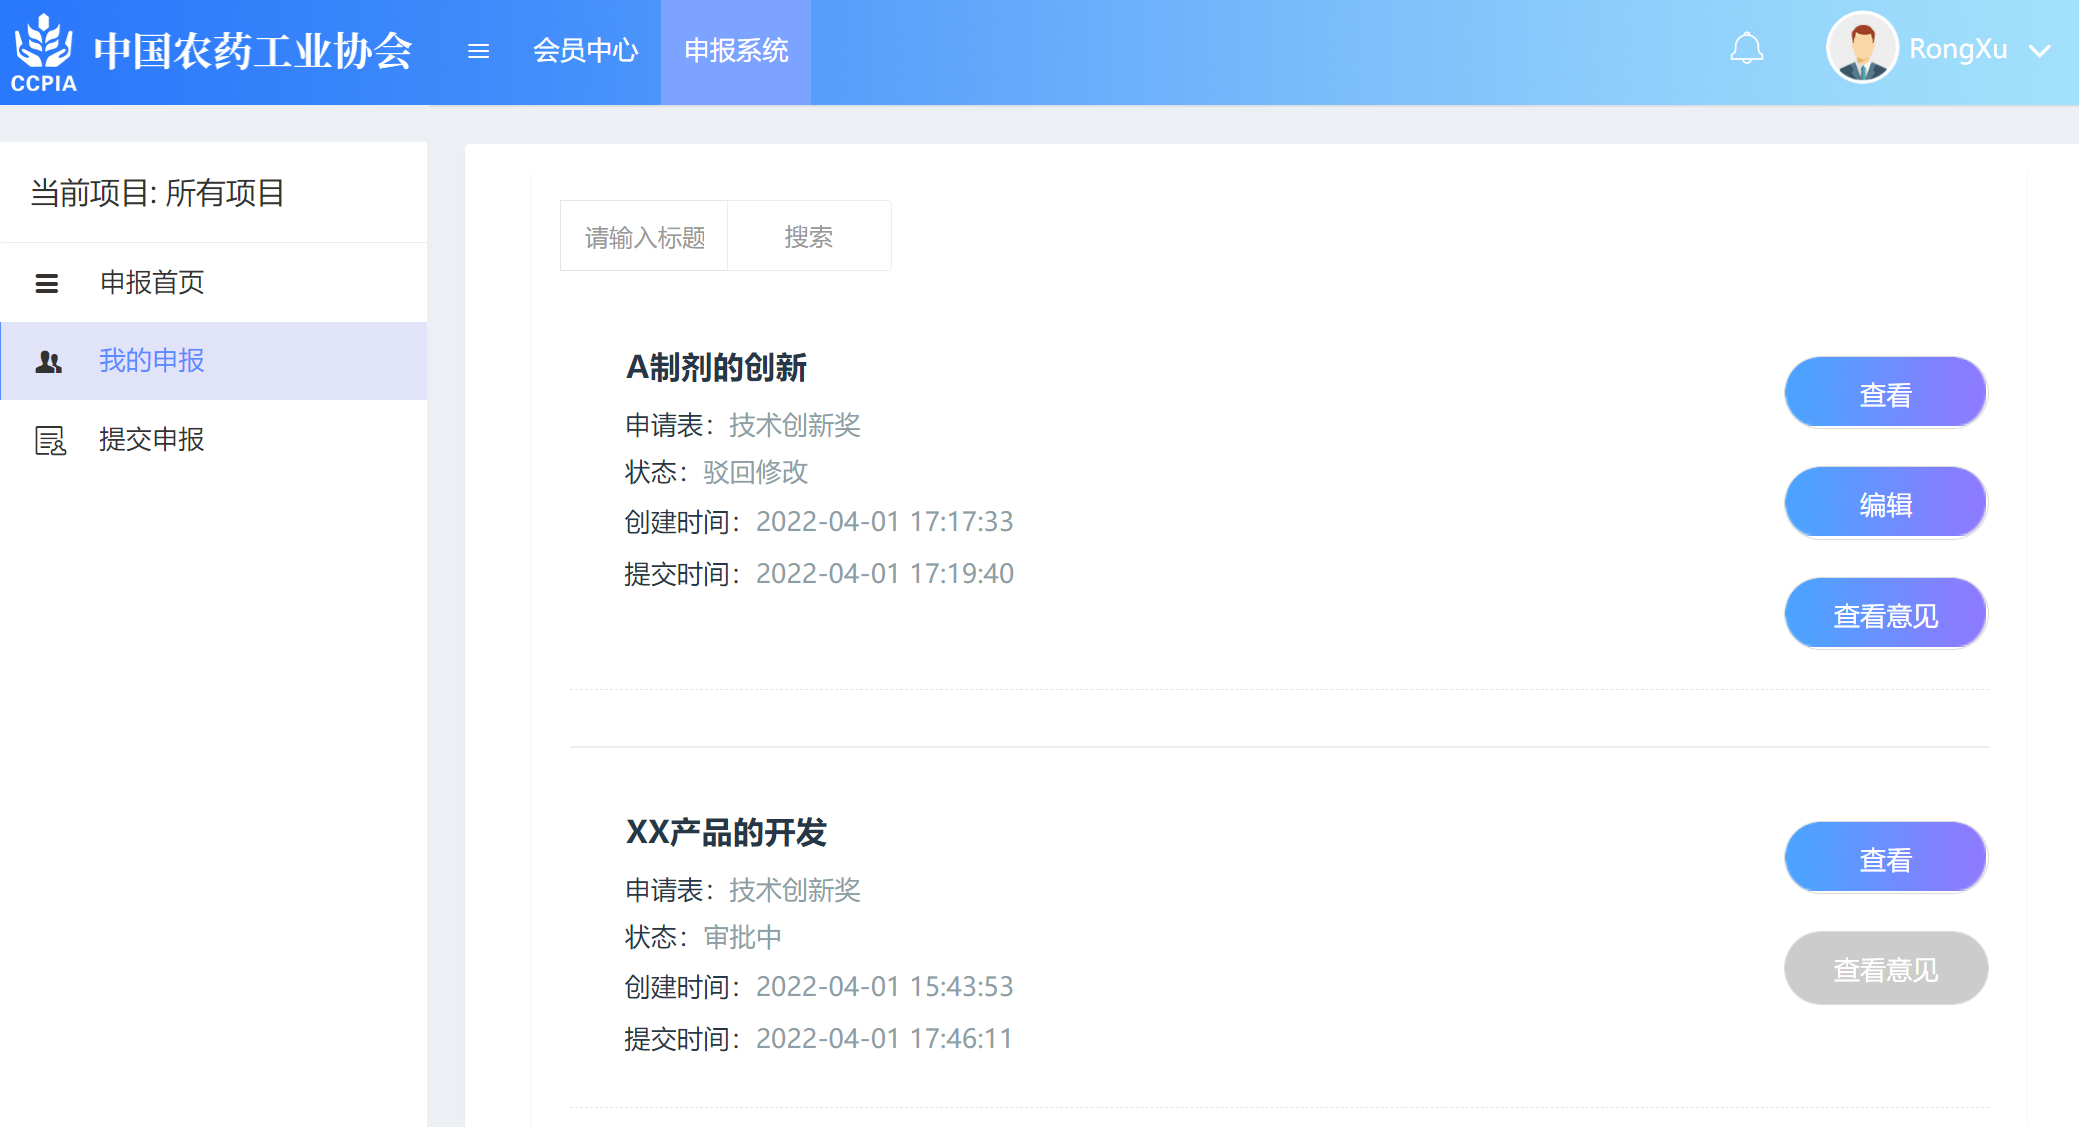 中国农药工业协会
CCPIA
会员中心
申报系统
RongXu
当前项目: 所有项目
申报首页
我的申报
提交申报
请输入标题
搜索
A制剂的创新
申请表：技术创新奖
状态：驳回修改
创建时间：2022-04-01 17:17:33
提交时间：2022-04-01 17:19:40
查看
编辑
查看意见
XX产品的开发
申请表：技术创新奖
状态：审批中
创建时间：2022-04-01 15:43:53
提交时间：2022-04-01 17:46:11
查看
查看意见